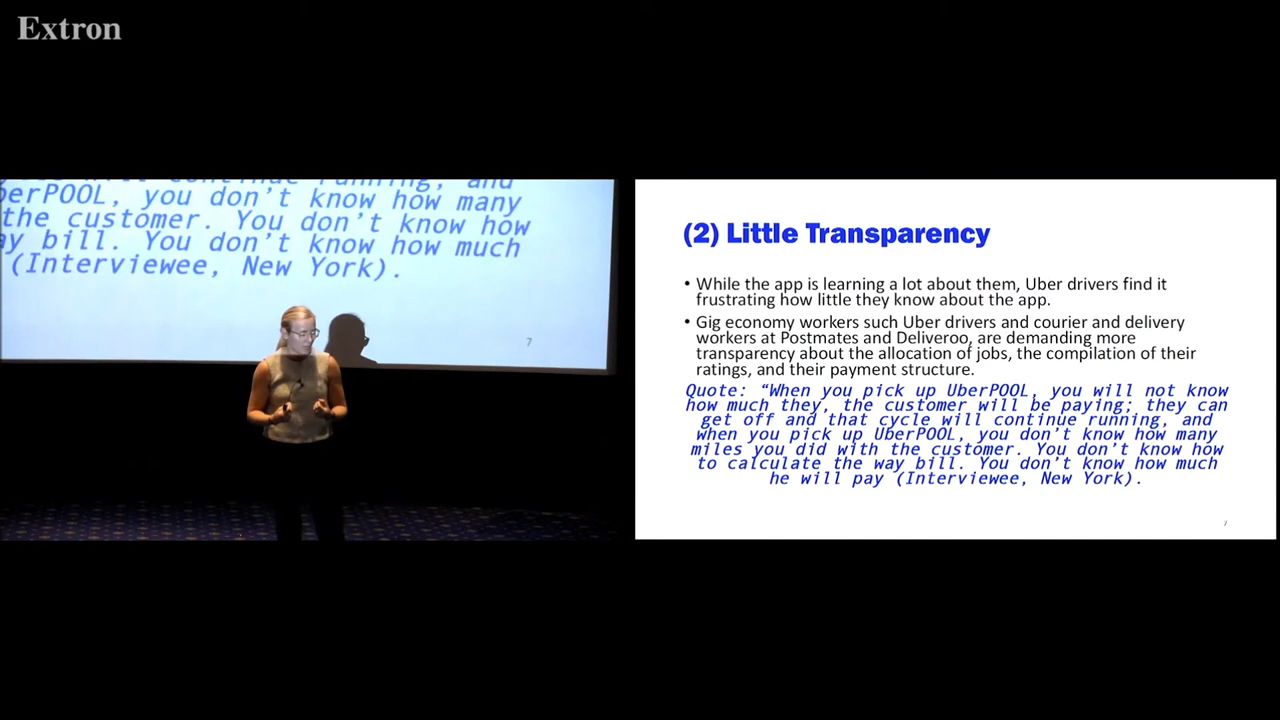 Extron
berPOOL, you don't know how many
the customer. You don't know how
ay bill. You don't know how much
(Interviewee, New York).
7
(2) Little Transparency
• While the app is learning a lot about them, Uber drivers find it
frustrating how little they know about the app.
• Gig economy workers such Uber drivers and courier and delivery
workers at Postmates and Deliveroo, are demanding more
transparency about the allocation of jobs, the compilation of their
ratings, and their payment structure.
Quote: “When you pick up UberPOOL, you will not know
how much they, the customer will be paying; they can
get off and that cycle will continue running, and
when you pick up UberPOOL, you don't know how many
miles you did with the customer. You don't know how
to calculate the way bill. You don't know how much
he will pay (Interviewee, New York).
7